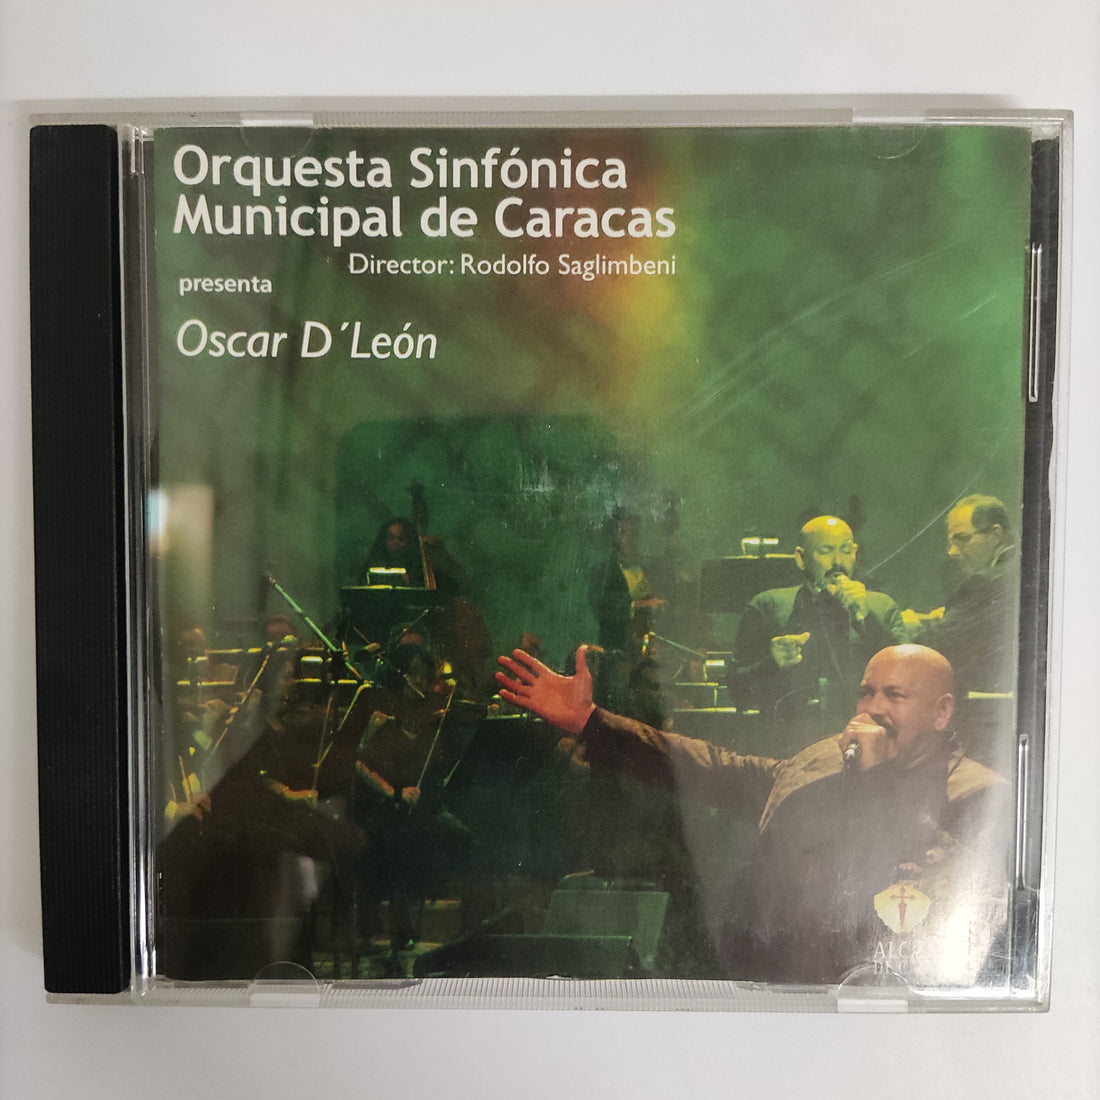 Orquesta Sinfónica
Municipal de Caracas
Director: Rodolfo Saglimbeni
presenta
Oscar D´León